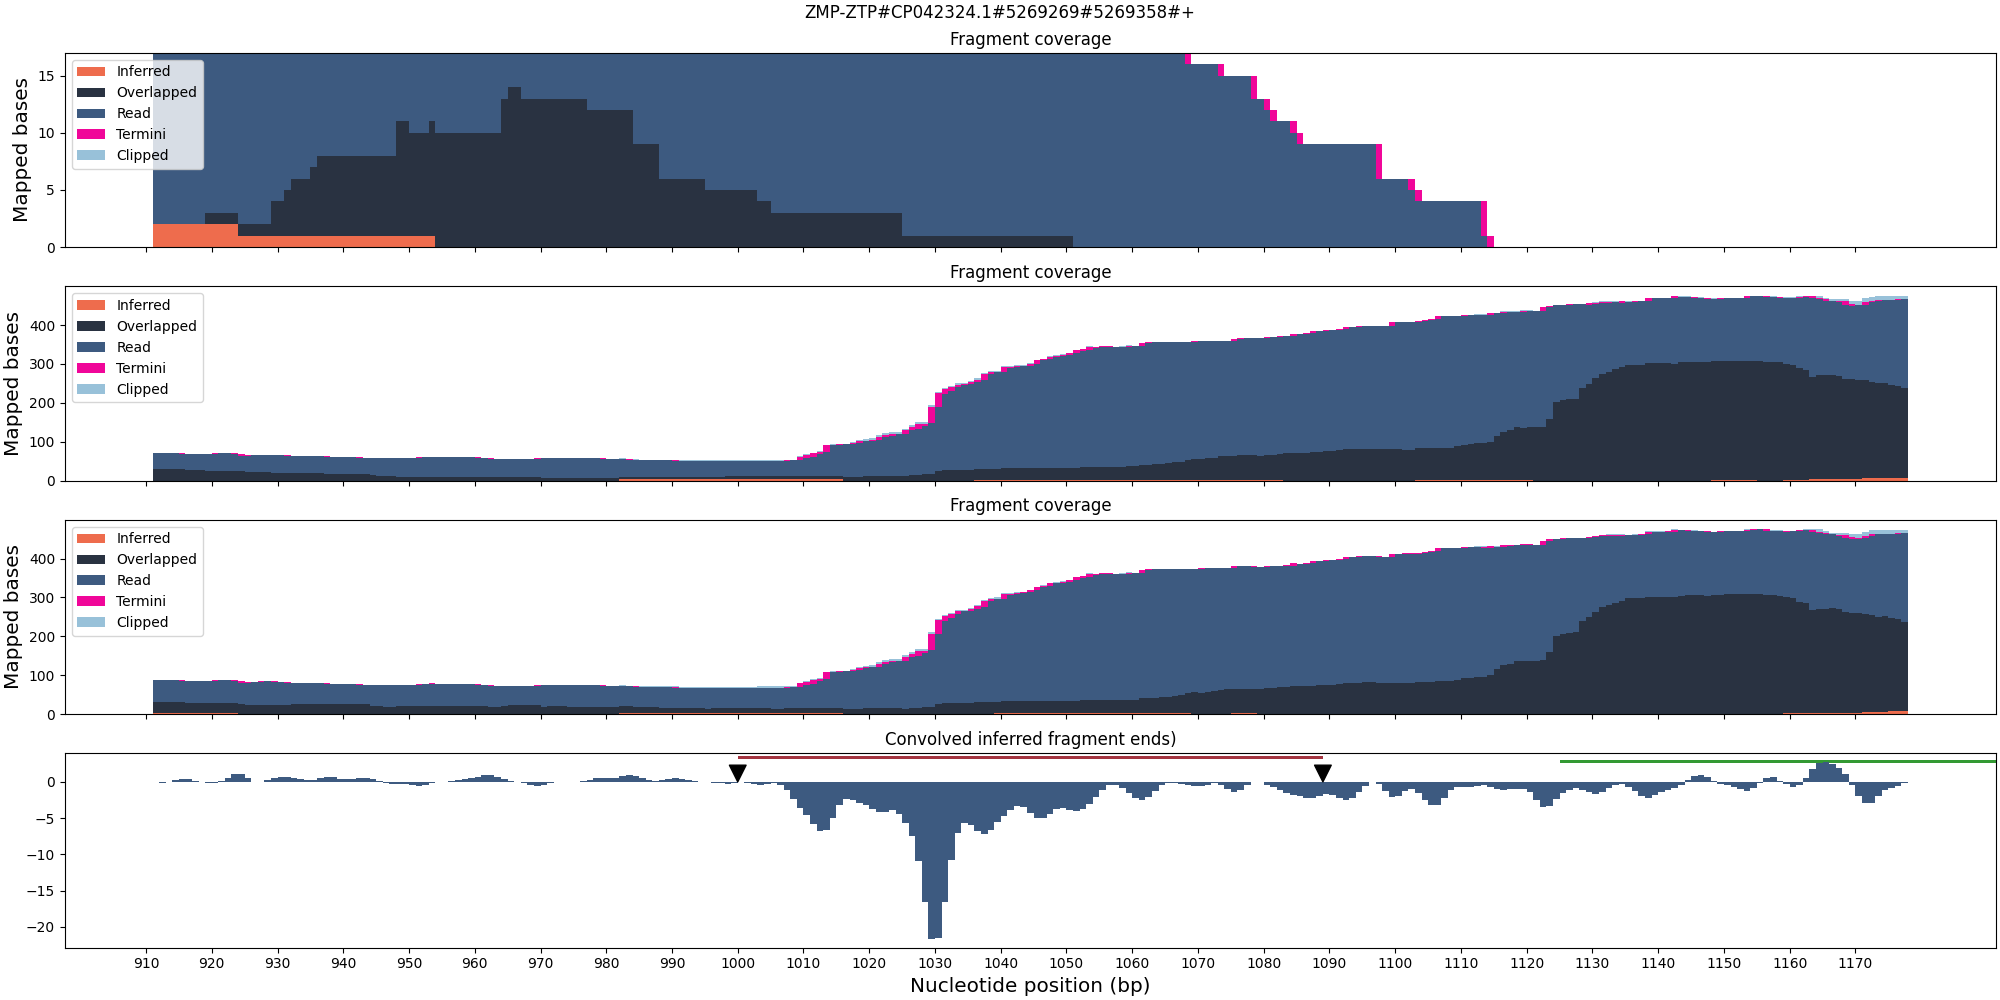 ZMP-ZTP#CP042324.1#5269269#5269358#+
Fragment coverage
Mapped bases
15
10
5
0
Inferred
Overlapped
Read
Termini
Clipped
Fragment coverage
Mapped bases
400
300
200
100
0
Inferred
Overlapped
Read
Termini
Clipped
Fragment coverage
Mapped bases
400
300
200
100
0
Inferred
Overlapped
Read
Termini
Clipped
Convolved inferred fragment ends)
0
−5
−10
−15
−20
910 920 930 940 950 960 970 980 990 1000 1010 1020 1030 1040 1050 1060 1070 1080 1090 1100 1110 1120 1130 1140 1150 1160 1170
Nucleotide position (bp)